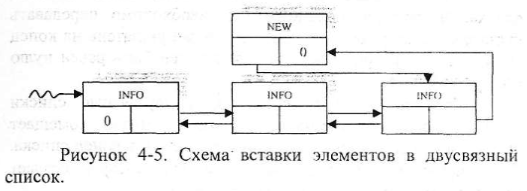 NEW
0
INFO
INFO
INFO
0
Рисунок 4-5. Схема вставки элементов в двусвязный
список.